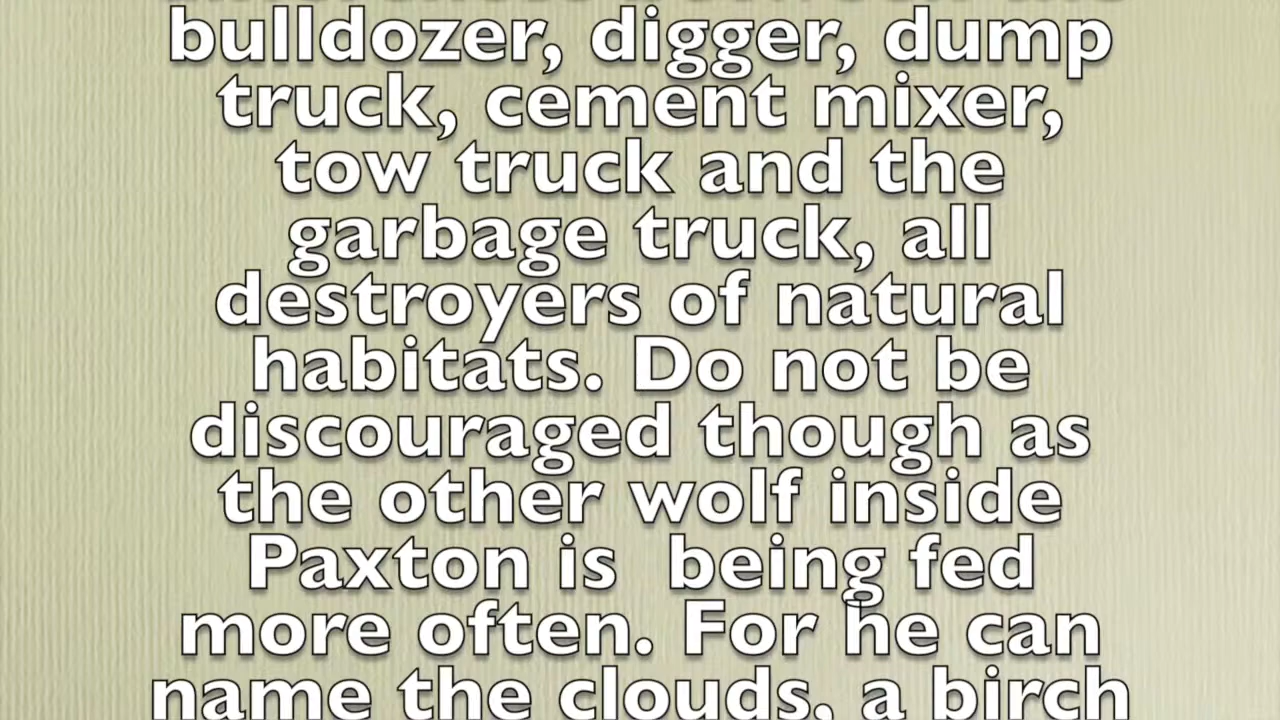 bulldozer, digger, dump
truck, cement mixer,
tow truck and the
garbage truck, all
destroyers of natural
habitats. Do not be
discouraged though as
the other wolf inside
Paxton is  being fed
more often. For he can
name the clouds, a birch